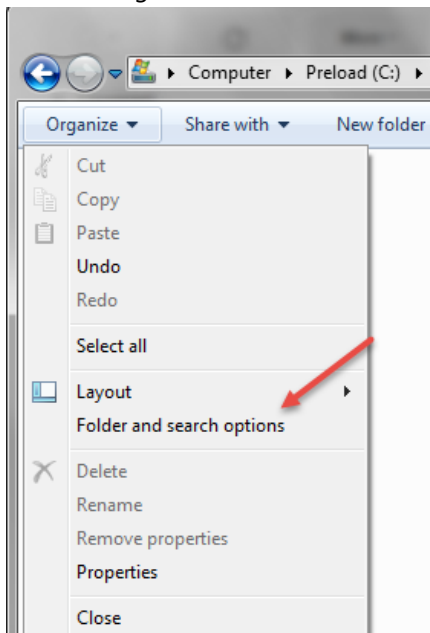 Computer Preload (C:)
Organize Share with New folder
Cut
Copy
Paste
Undo
Redo
Select all
Layout
Folder and search options
Delete
Rename
Remove properties
Properties
Close